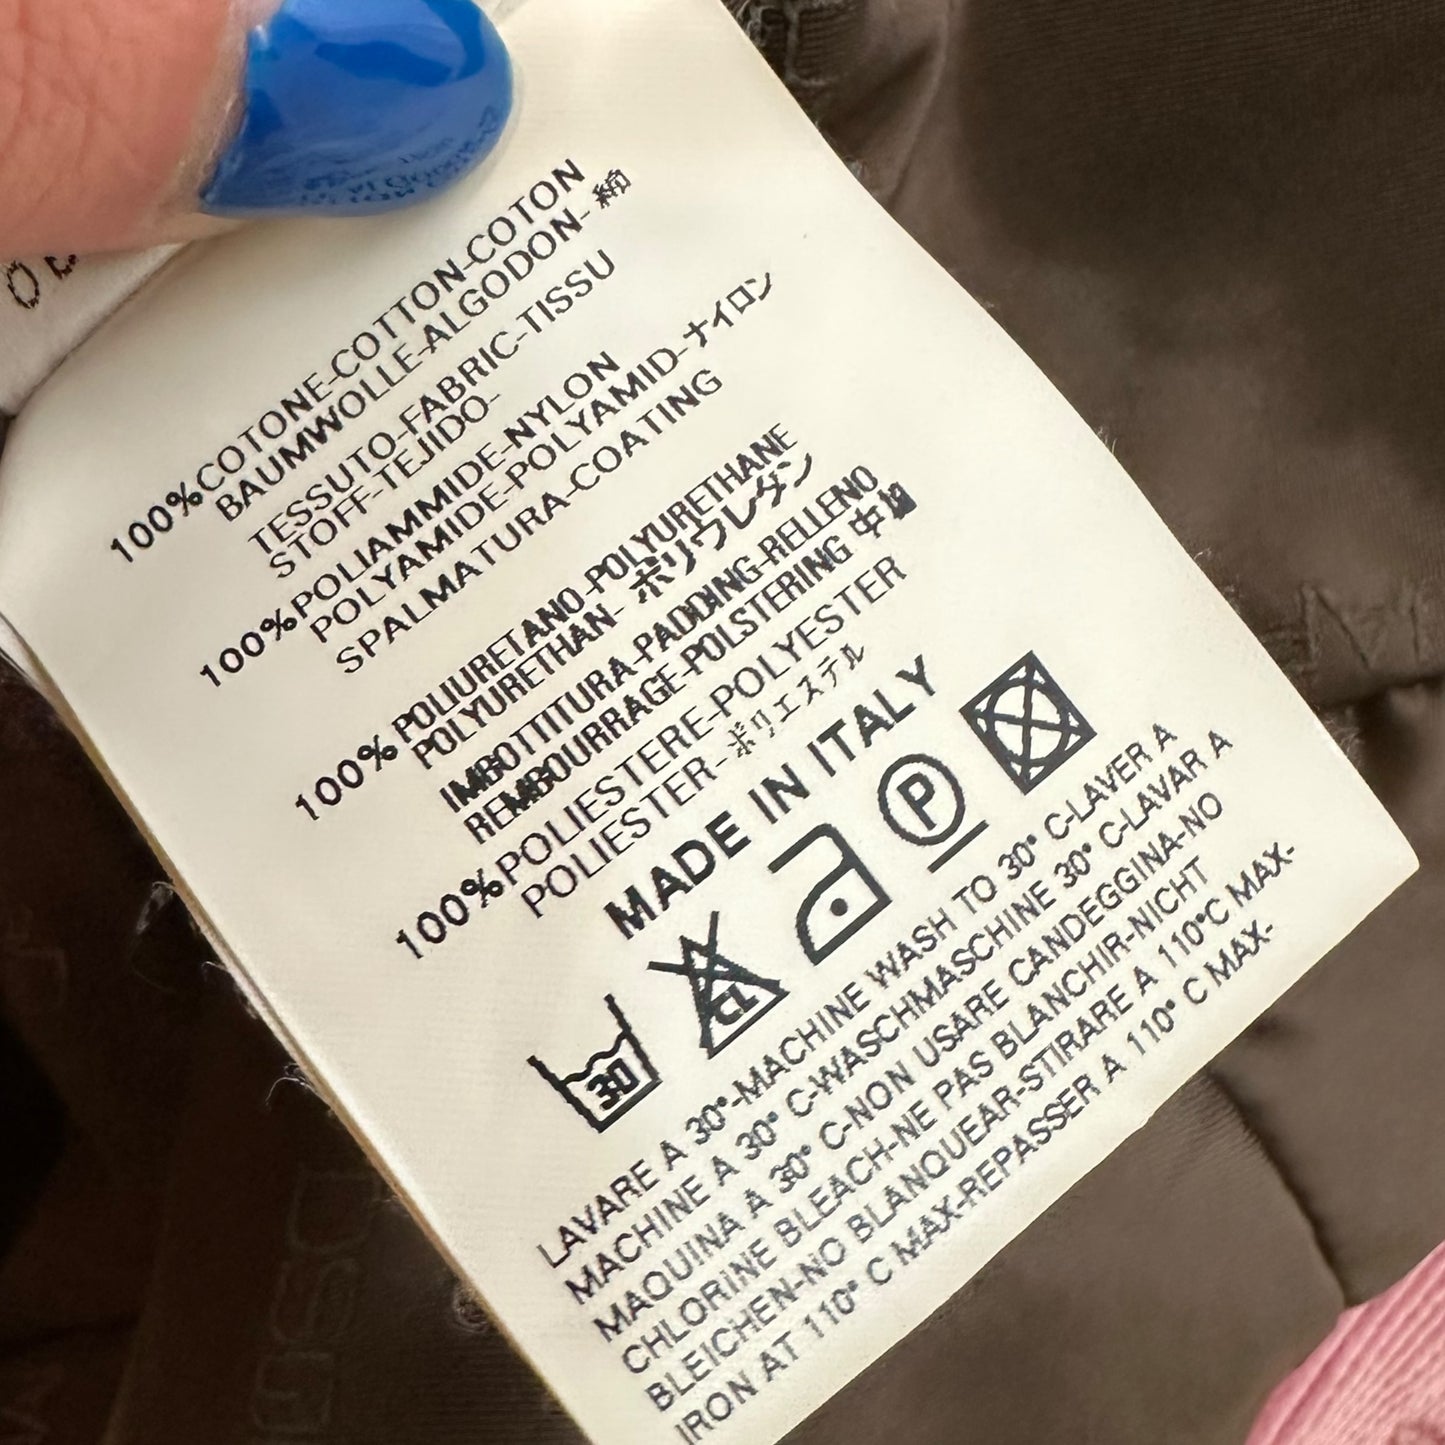 100%COTONE-COTTON-COTON
BAUMWOLLE-ALGODON-綿
TESSUTO-FABRIC-TISSU
STOFF-TEJIDO-
100%POLIAMMIDE-NYLON
POLYAMIDE-POLYAMID-ナイロン
SPALMATURA-COATING
100%POLIURETANO-POLYURETHANE
POLYURETHAN-ポリウレタン
IMBOTTITURA-PADDING-RELLENO
REMBOURRAGE-POLSTERING 中綿
100%POLIESTERE-POLYESTER
POLIESTER-ポリエステル
MADE IN ITALY
30 CL P
LAVARE A 30°-MACHINE WASH TO 30° C-LAVER A
MACHINE A 30° C-WASCHMASCHINE 30° C-LAVAR A
MAQUINA A 30° C-NON USARE CANDEGGINA-NO
CHLORINE BLEACH-NE PAS BLANCHIR-NICHT
BLEICHEN-NO BLANQUEAR-STIRARE A 110°C MAX-
IRON AT 110° C MAX-REPASSER A 110° C MAX-